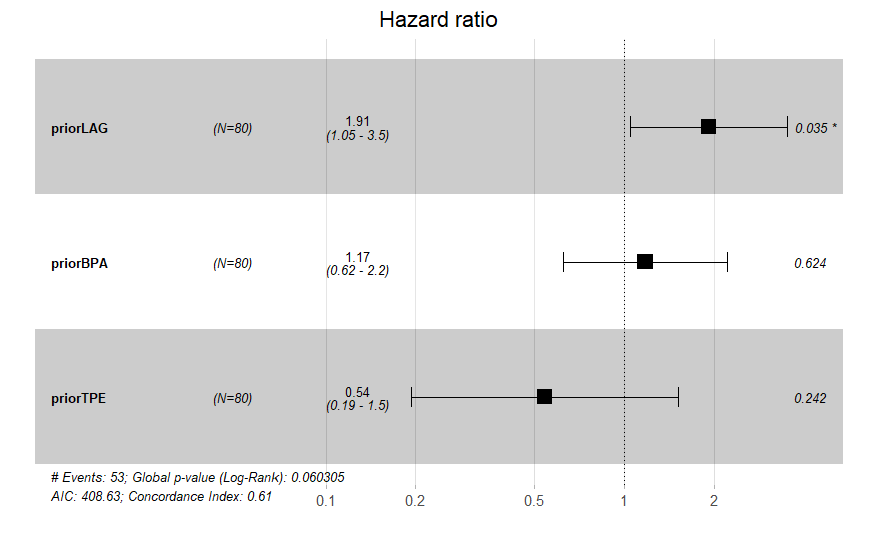 Hazard ratio
priorLAG (N=80) 1.91 0.035 *
(1.05 - 3.5)
priorBPA (N=80) 1.17 0.624
(0.62 - 2.2)
priorTPE (N=80) 0.54 0.242
(0.19 - 1.5)
# Events: 53; Global p-value (Log-Rank): 0.060305
AIC: 408.63; Concordance Index: 0.61
0.1 0.2 0.5 1 2